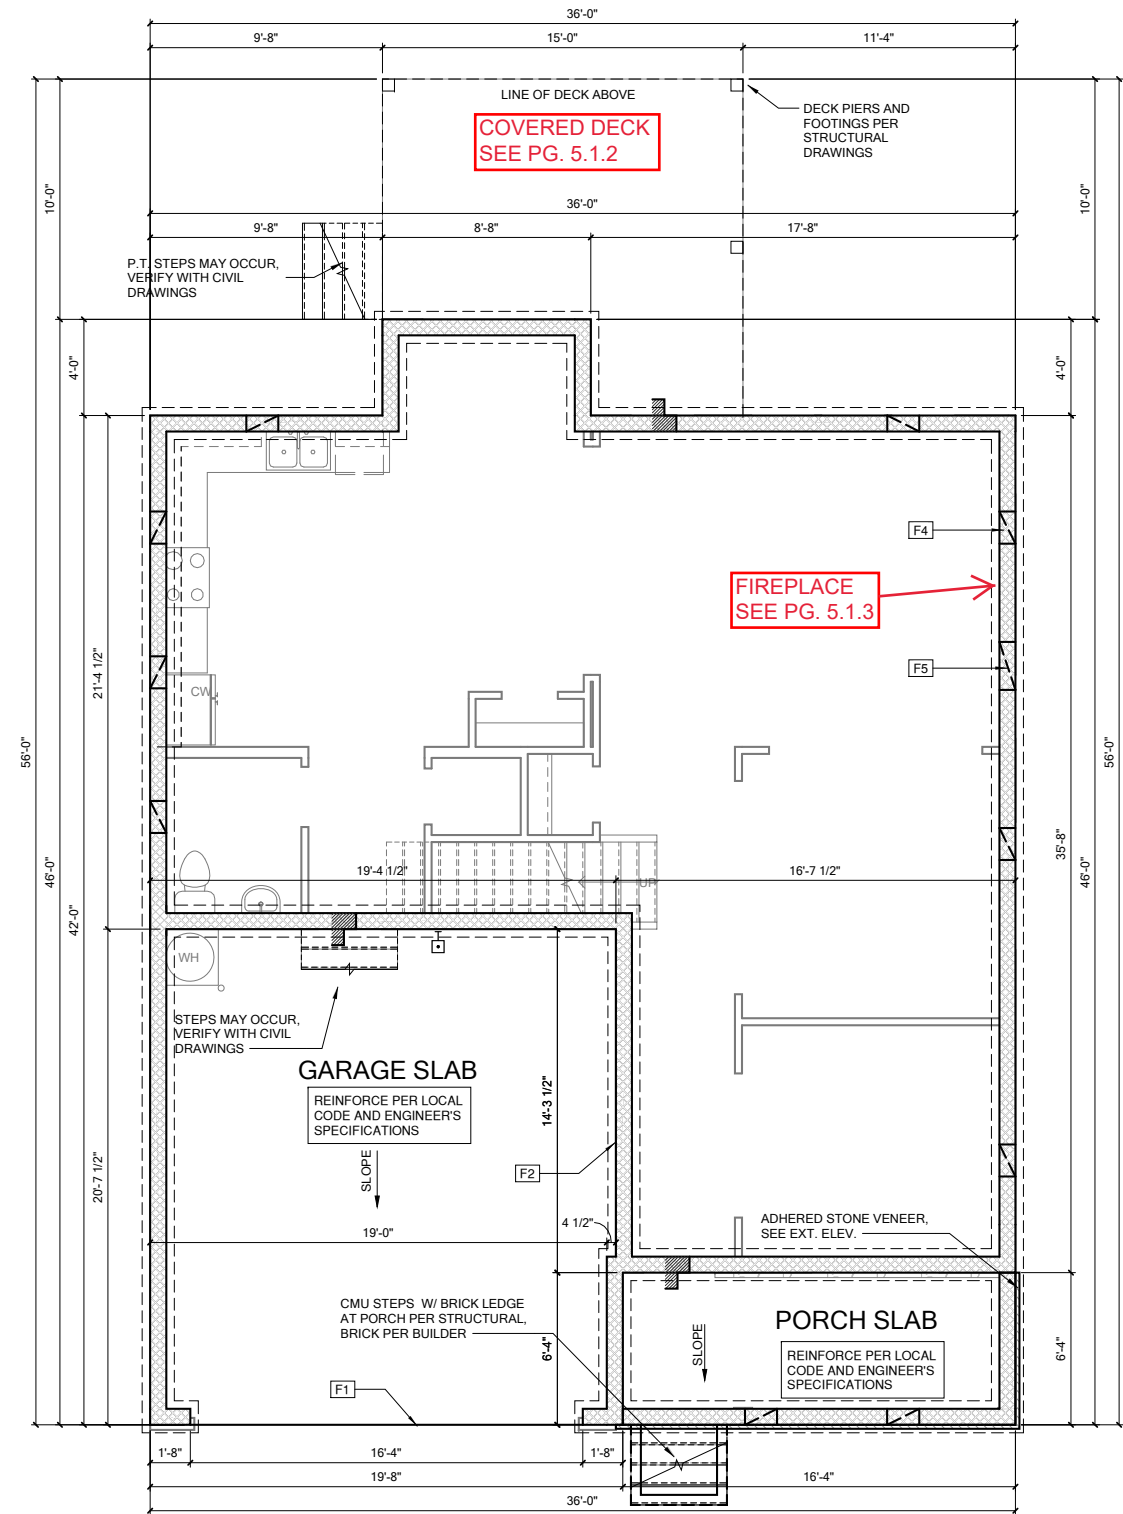 36'-0"
9'-8"
15'-0"
11'-4"
LINE OF DECK ABOVE
COVERED DECK
SEE PG. 5.1.2
DECK PIERS AND
FOOTINGS PER
STRUCTURAL
DRAWINGS
10'-0"
10'-0"
36'-0"
9'-8"
8'-8"
17'-8"
P.T. STEPS MAY OCCUR,
VERIFY WITH CIVIL
DRAWINGS
4'-0"
4'-0"
F4
FIREPLACE
SEE PG. 5.1.3
F5
21'-4 1/2"
CW
56'-0"
56'-0"
46'-0"
42'-0"
35'-8"
46'-0"
19'-4 1/2"
16'-7 1/2"
UP
WH
STEPS MAY OCCUR,
VERIFY WITH CIVIL
DRAWINGS
GARAGE SLAB
REINFORCE PER LOCAL
CODE AND ENGINEER'S
SPECIFICATIONS
SLOPE
14'-3 1/2"
20'-7 1/2"
F2
4 1/2"
19'-0"
ADHERED STONE VENEER,
SEE EXT. ELEV.
CMU STEPS W/ BRICK LEDGE
AT PORCH PER STRUCTURAL,
BRICK PER BUILDER
6'-4"
PORCH SLAB
SLOPE
REINFORCE PER LOCAL
CODE AND ENGINEER'S
SPECIFICATIONS
6'-4"
F1
1'-8"
16'-4"
1'-8"
19'-8"
16'-4"
36'-0"